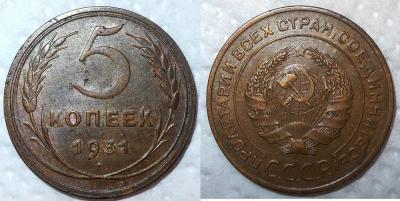 5
КОПЕЕК
1931
ПРОЛЕТАРИИ ВСЕХ СТРАН, СОЕДИНЯЙТЕСЬ!
СССР